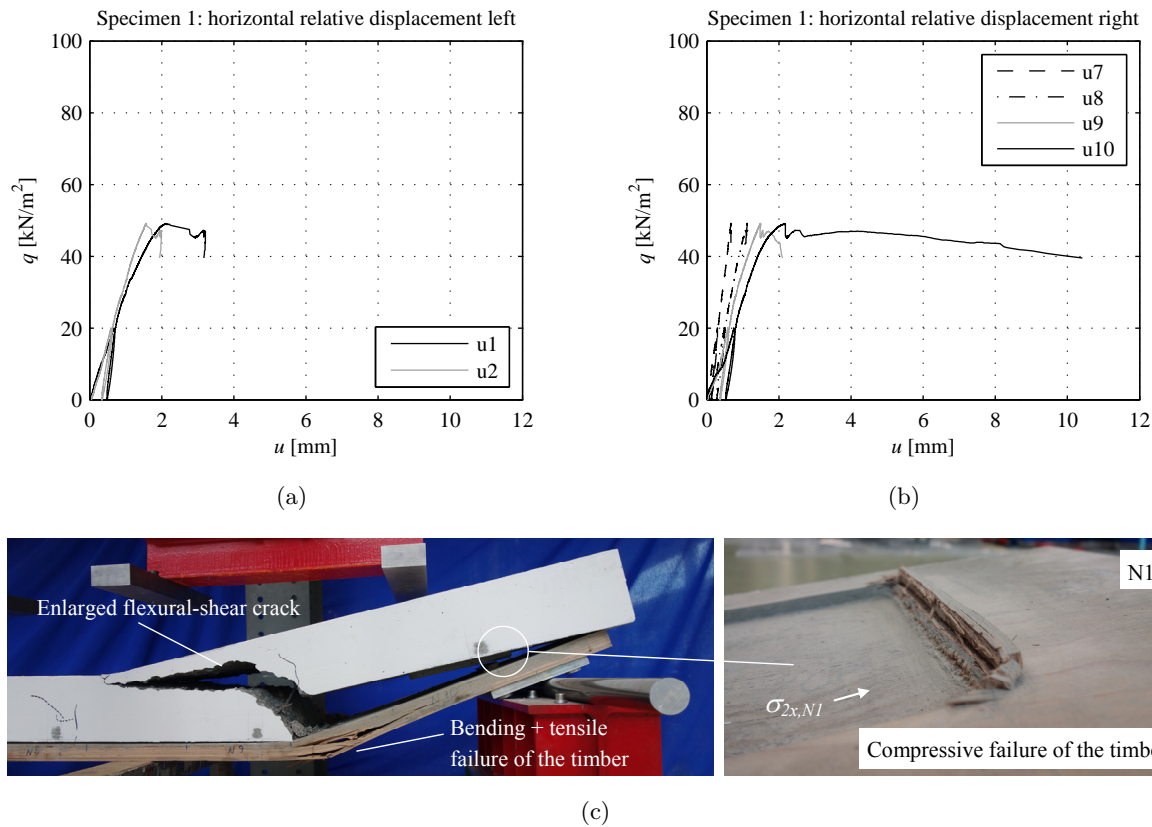 Specimen 1: horizontal relative displacement left
100
80
60
40
20
0
q [kN/m²]
0 2 4 6 8 10 12
u [mm]
u1
u2
(a)
Specimen 1: horizontal relative displacement right
100
80
60
40
20
0
q [kN/m²]
0 2 4 6 8 10 12
u [mm]
u7
u8
u9
u10
(b)
Enlarged flexural-shear crack
Bending + tensile
failure of the timber
N1
σ2x,N1
Compressive failure of the timbe
(c)